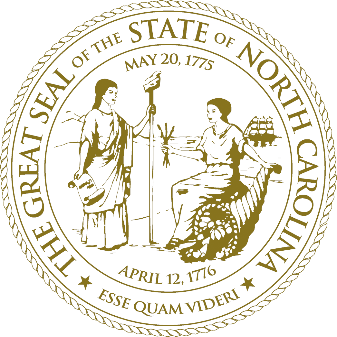 THE GREAT SEAL OF THE STATE OF NORTH CAROLINA
MAY 20, 1775
APRIL 12, 1776
ESSE QUAM VIDERI